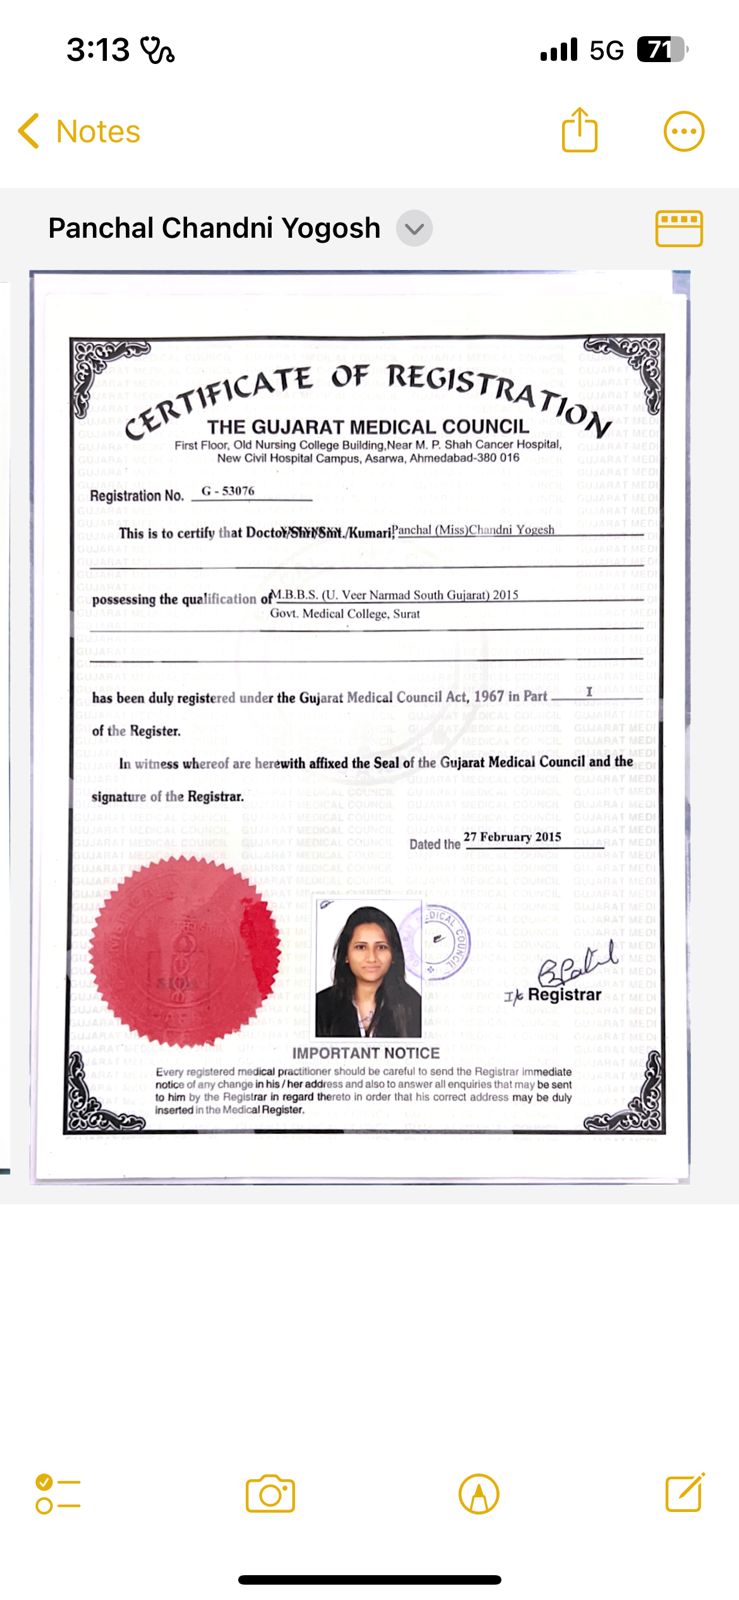 3:13
5G
71
Notes
Panchal Chandni Yogosh
CERTIFICATE OF REGISTRATION
THE GUJARAT MEDICAL COUNCIL
First Floor, Old Nursing College Building,Near M. P. Shah Cancer Hospital,
New Civil Hospital Campus, Asarwa, Ahmedabad-380 016
Registration No. G - 53076
This is to certify that Doctor/Shri/Smt./Kumari Panchal (Miss)Chandni Yogesh
possessing the qualification of M.B.B.S. (U. Veer Narmad South Gujarat) 2015
Govt. Medical College, Surat
has been duly registered under the Gujarat Medical Council Act, 1967 in Part I
of the Register.
In witness whereof are herewith affixed the Seal of the Gujarat Medical Council and the
signature of the Registrar.
Dated the 27 February 2015
DICAL COUNCIL
I/c Registrar
IMPORTANT NOTICE
Every registered medical practitioner should be careful to send the Registrar immediate
notice of any change in his / her address and also to answer all enquiries that may be sent
to him by the Registrar in regard thereto in order that his correct address may be duly
inserted in the Medical Register.